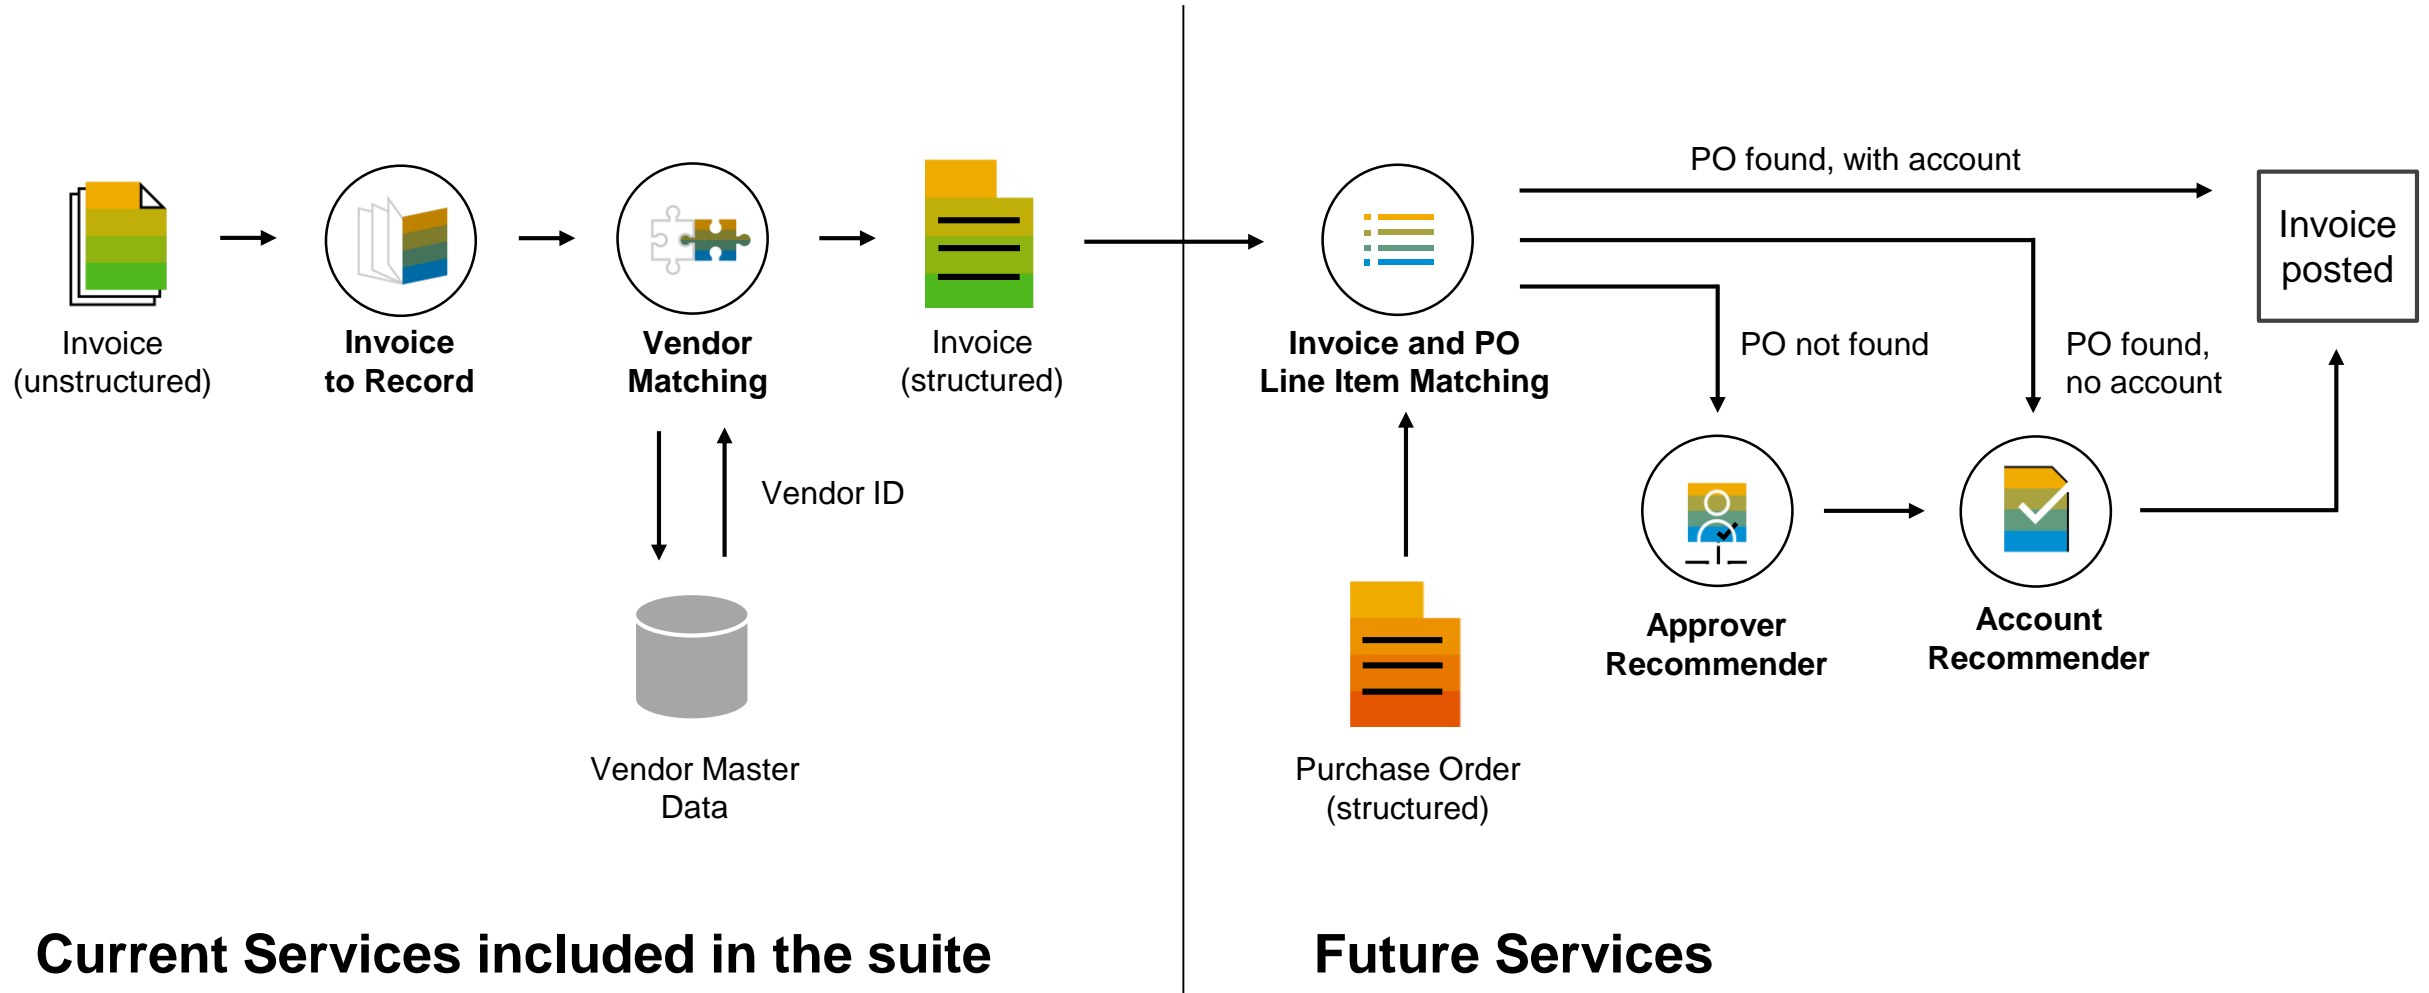 PO found, with account
Invoice
posted
Invoice
(unstructured)
Invoice
to Record
Vendor
Matching
Invoice
(structured)
Invoice and PO
Line Item Matching
PO not found
PO found,
no account
Vendor ID
Approver
Recommender
Account
Recommender
Vendor Master
Data
Purchase Order
(structured)
Current Services included in the suite
Future Services